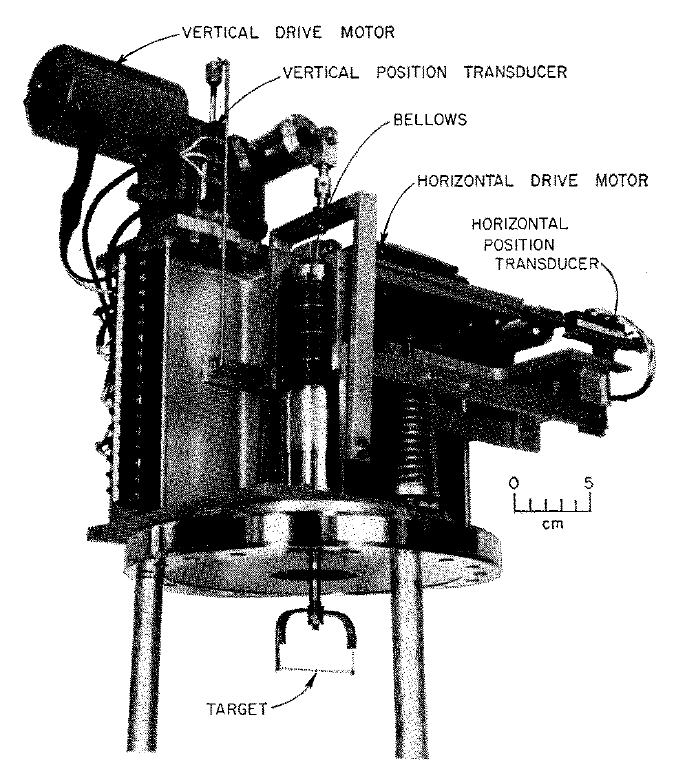 VERTICAL DRIVE MOTOR
VERTICAL POSITION TRANSDUCER
BELLOWS
HORIZONTAL DRIVE MOTOR
HORIZONTAL
POSITION
TRANSDUCER
0 5
cm
TARGET